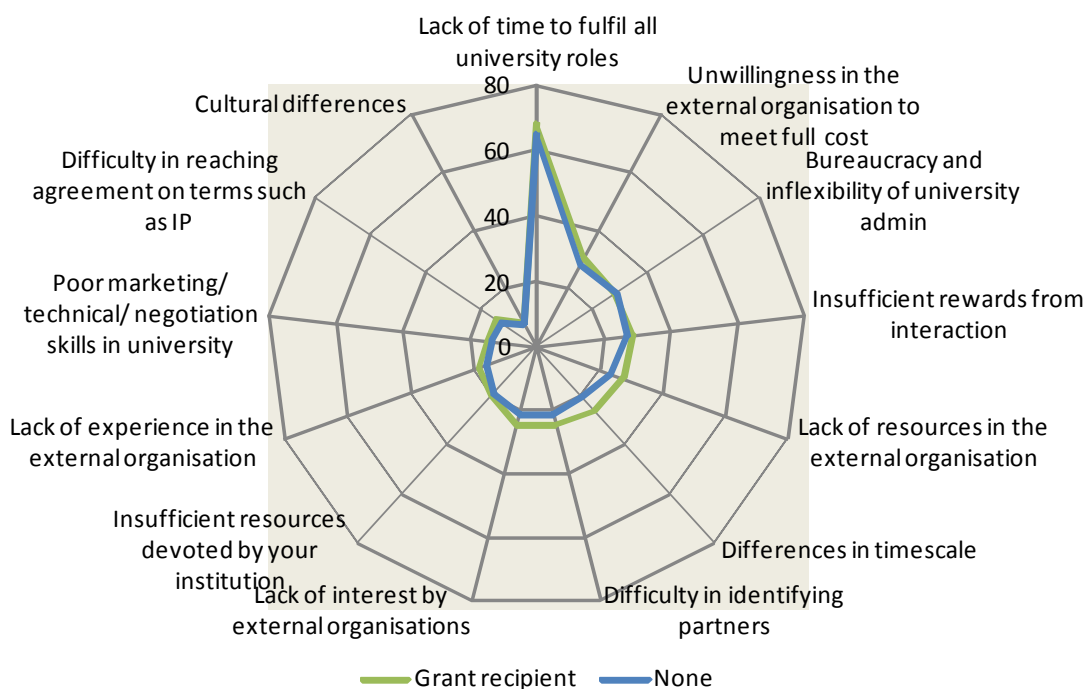 Lack of time to fulfil all
university roles
Unwillingness in the
external organisation to
meet full cost
Bureaucracy and
inflexibility of university
admin
Insufficient rewards from
interaction
Lack of resources in the
external organisation
Differences in timescale
Difficulty in identifying
partners
Lack of interest by
external organisations
Insufficient resources
devoted by your
institution
Lack of experience in the
external organisation
Poor marketing/
technical/ negotiation
skills in university
Difficulty in reaching
agreement on terms such
as IP
Cultural differences
80
60
40
20
0
Grant recipient
None